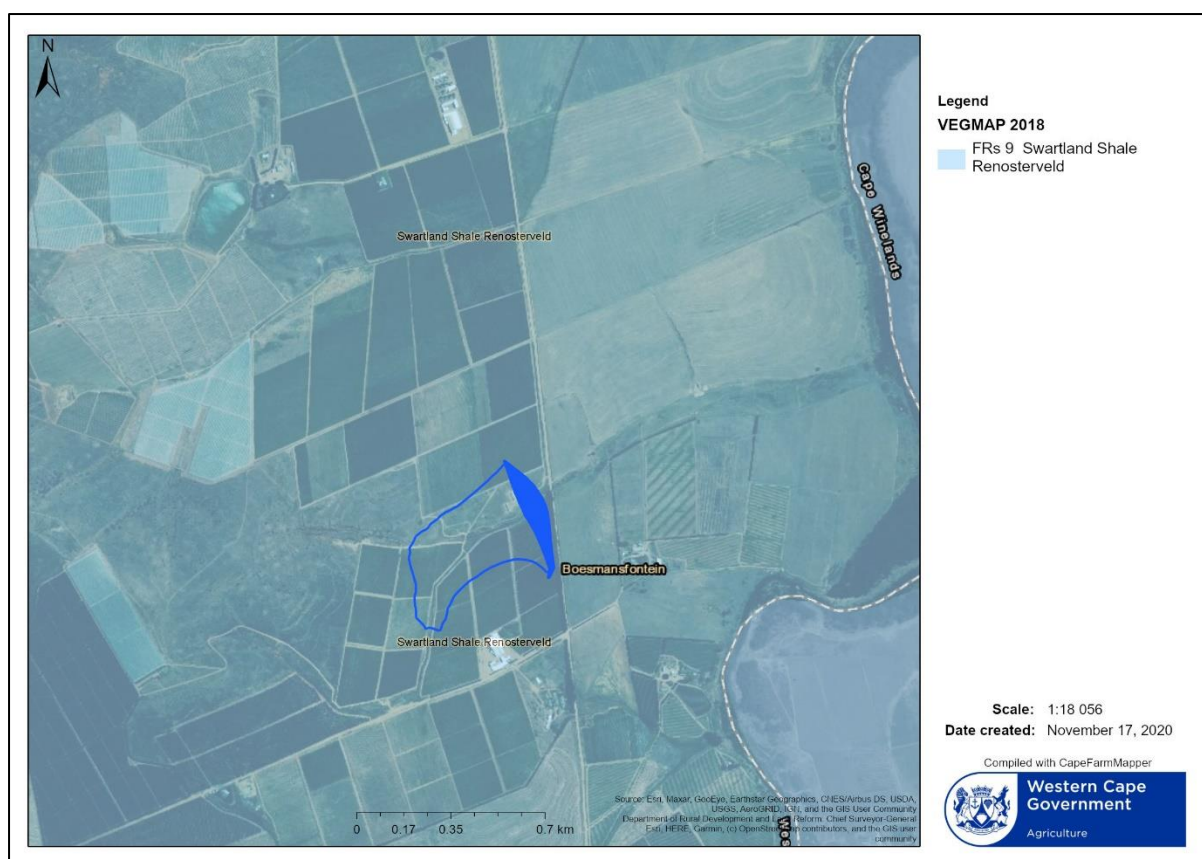 N
Swartland Shale Renosterveld
Cape Winelands
Boesmansfontein
Swartland Shale Renosterveld
Wes
0 0.17 0.35 0.7 km
Source: Esri, Maxar, GeoEye, Earthstar Geographics, CNES/Airbus DS, USDA,
USGS, AeroGRID, IGN, and the GIS User Community
Department of Rural Development and Land Reform. Chief Surveyor-General
Esri, HERE, Garmin, (c) OpenStreetMap contributors, and the GIS user
community
Legend
VEGMAP 2018
FRs 9 Swartland Shale
Renosterveld
Scale: 1:18 056
Date created: November 17, 2020
Compiled with CapeFarmMapper
Western Cape
Government
Agriculture